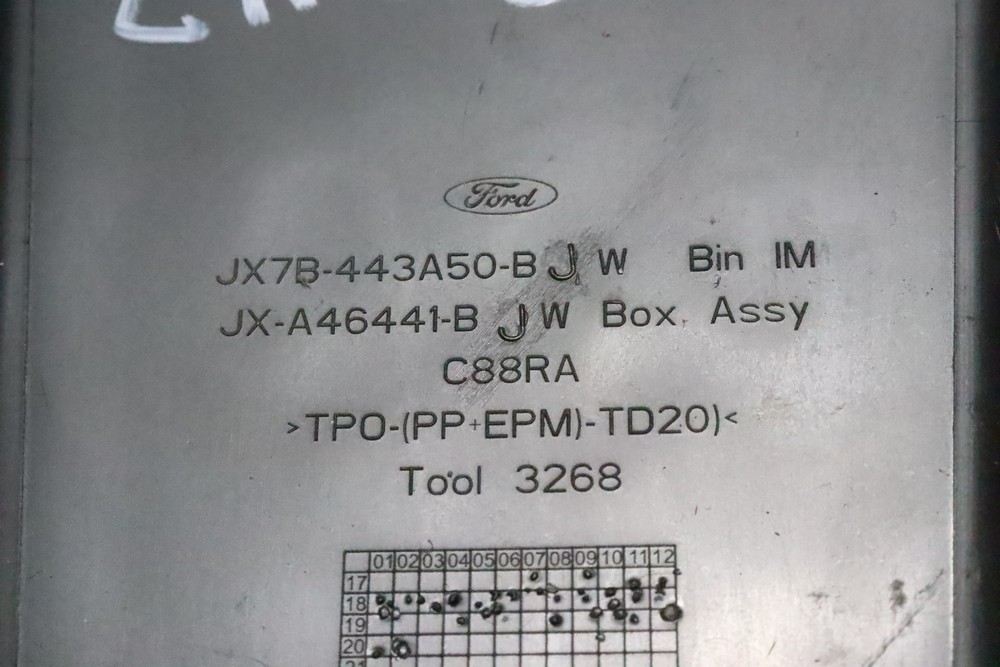 Ford
JX7B-443A50-B J W Bin IM
JX-A46441-B J W Box Assy
C88RA
>TPO-(PP+EPM)-TD20)<
Tool 3268
01 02 03 04 05 06 07 08 09 10 11 12
17
18
19
20